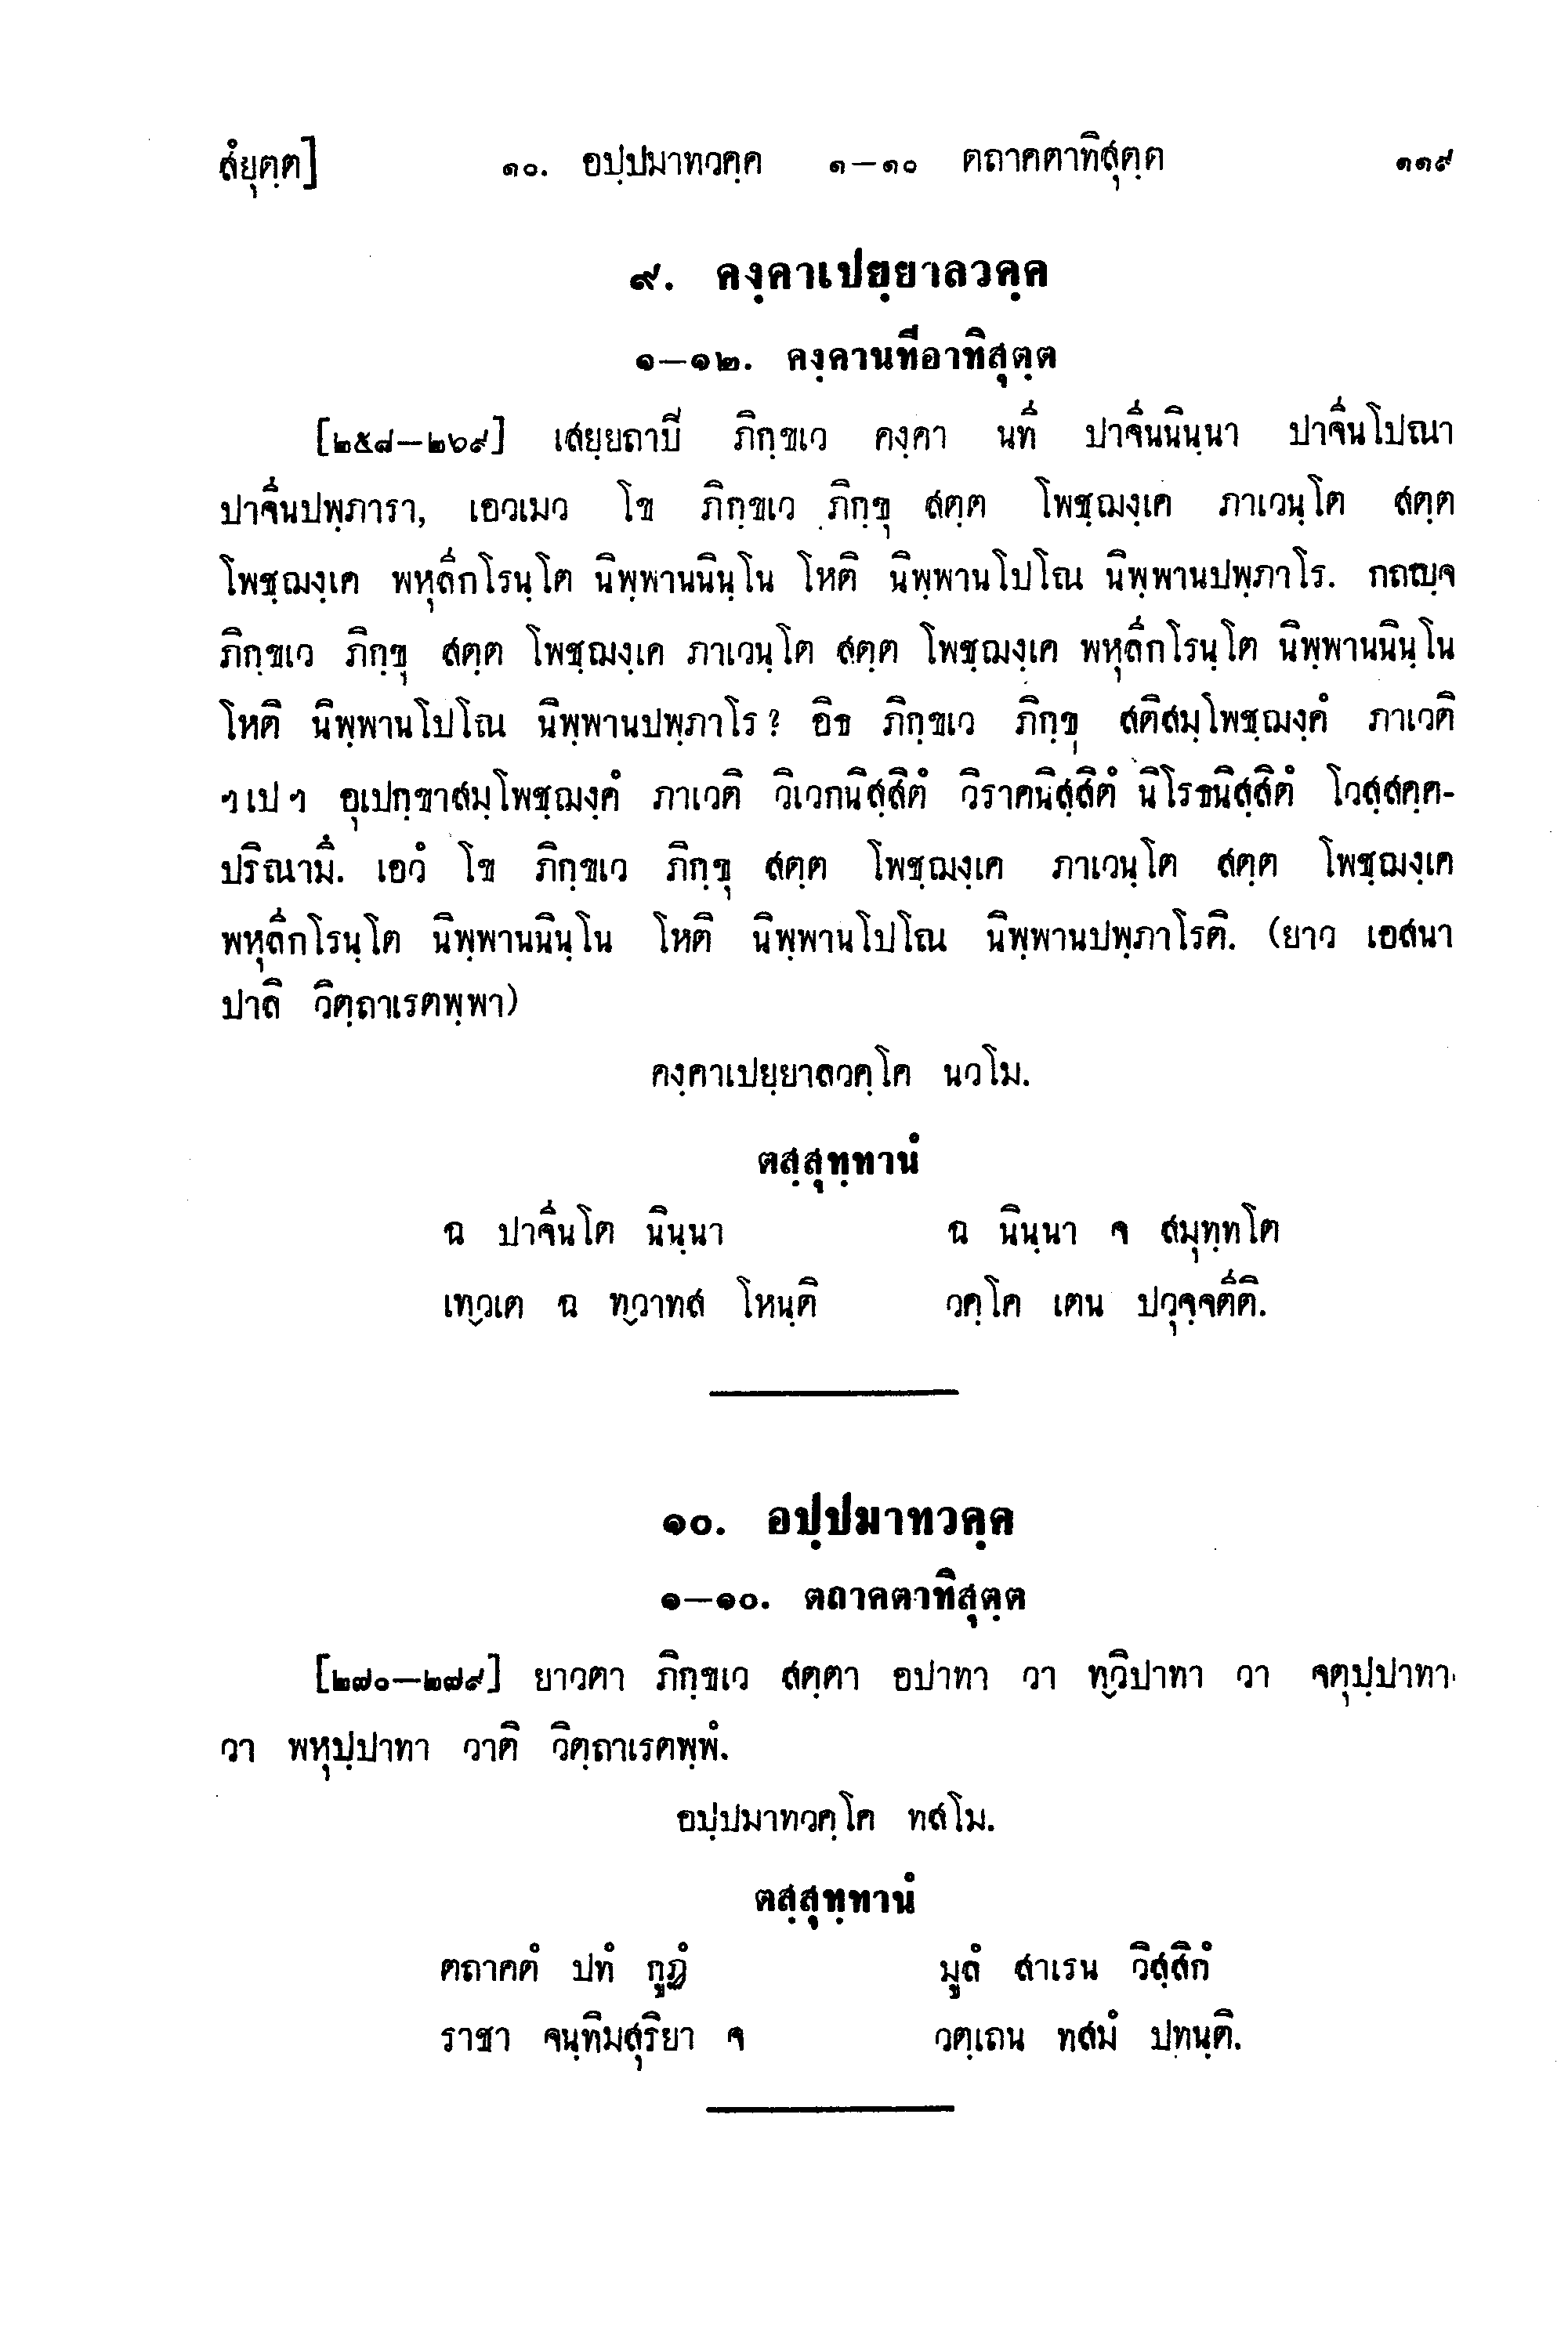 สํยุตฺต] ๑๐. อปฺปมาทวคฺค ๑–๑๐ ตถาคตาทิสุตฺต ๑๑๙
๙. คงฺคาเปยฺยาลวคฺค
๑–๑๒. คงฺคานทีอาทิสุตฺต
[๒๕๘–๒๖๙] เสยฺยถาปิ ภิกฺขเว คงฺคา นที ปาจีนนินฺนา ปาจีนโปณา
ปาจีนปพฺภารา, เอวเมว โข ภิกฺขเว ภิกฺขุ สตฺต โพชฺฌงฺเค ภาเวนฺโต สตฺต
โพชฺฌงฺเค พหุลีกโรนฺโต นิพฺพานนินฺโน โหติ นิพฺพานโปโณ นิพฺพานปพฺภาโร. กถญฺจ
ภิกฺขเว ภิกฺขุ สตฺต โพชฺฌงฺเค ภาเวนฺโต สตฺต โพชฺฌงฺเค พหุลีกโรนฺโต นิพฺพานนินฺโน
โหติ นิพฺพานโปโณ นิพฺพานปพฺภาโร? อิธ ภิกฺขเว ภิกฺขุ สติสมฺโพชฺฌงฺคํ ภาเวติ
ฯเปฯ อุเปกฺขาสมฺโพชฺฌงฺคํ ภาเวติ วิเวกนิสฺสิตํ วิราคนิสฺสิตํ นิโรธนิสฺสิตํ โวสฺสคฺค-
ปริณามึ. เอวํ โข ภิกฺขเว ภิกฺขุ สตฺต โพชฺฌงฺเค ภาเวนฺโต สตฺต โพชฺฌงฺเค
พหุลีกโรนฺโต นิพฺพานนินฺโน โหติ นิพฺพานโปโณ นิพฺพานปพฺภาโรติ. (ยาว เอสนา
ปาลิ วิตฺถาเรตพฺพา)
คงฺคาเปยฺยาลวคฺโค นวโม.
ตสฺสุทฺทานํ
ฉ ปาจีนโต นินฺนา ฉ นินฺนา จ สมุทฺทโต
เทฺวเต ฉ ทฺวาทส โหนฺติ วคฺโค เตน ปวุจฺจตีติ.
๑๐. อปฺปมาทวคฺค
๑–๑๐. ตถาคตาทิสุตฺต
[๒๗๐–๒๗๙] ยาวตา ภิกฺขเว สตฺตา อปาทา วา ทฺวิปาทา วา จตุปฺปาทา
วา พหุปฺปาทา วาติ วิตฺถาเรตพฺพํ.
อปฺปมาทวคฺโค ทสโม.
ตสฺสุทฺทานํ
ตถาคตํ ปทํ กูฏํ มูลํ สาเรน วสฺสิกํ
ราชา จนฺทิมสุริยา จ วตฺเถน ทสมํ ปทนฺติ.